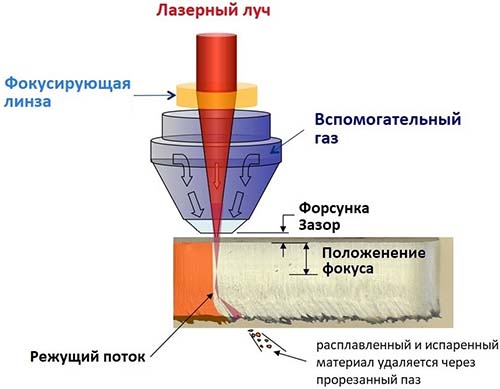 Лазерный луч
Фокусирующая
линза
Вспомогательный
газ
Форсунка
Зазор
Положенение
фокуса
Режущий поток
расплавленный и испаренный
материал удаляется через
прорезанный паз